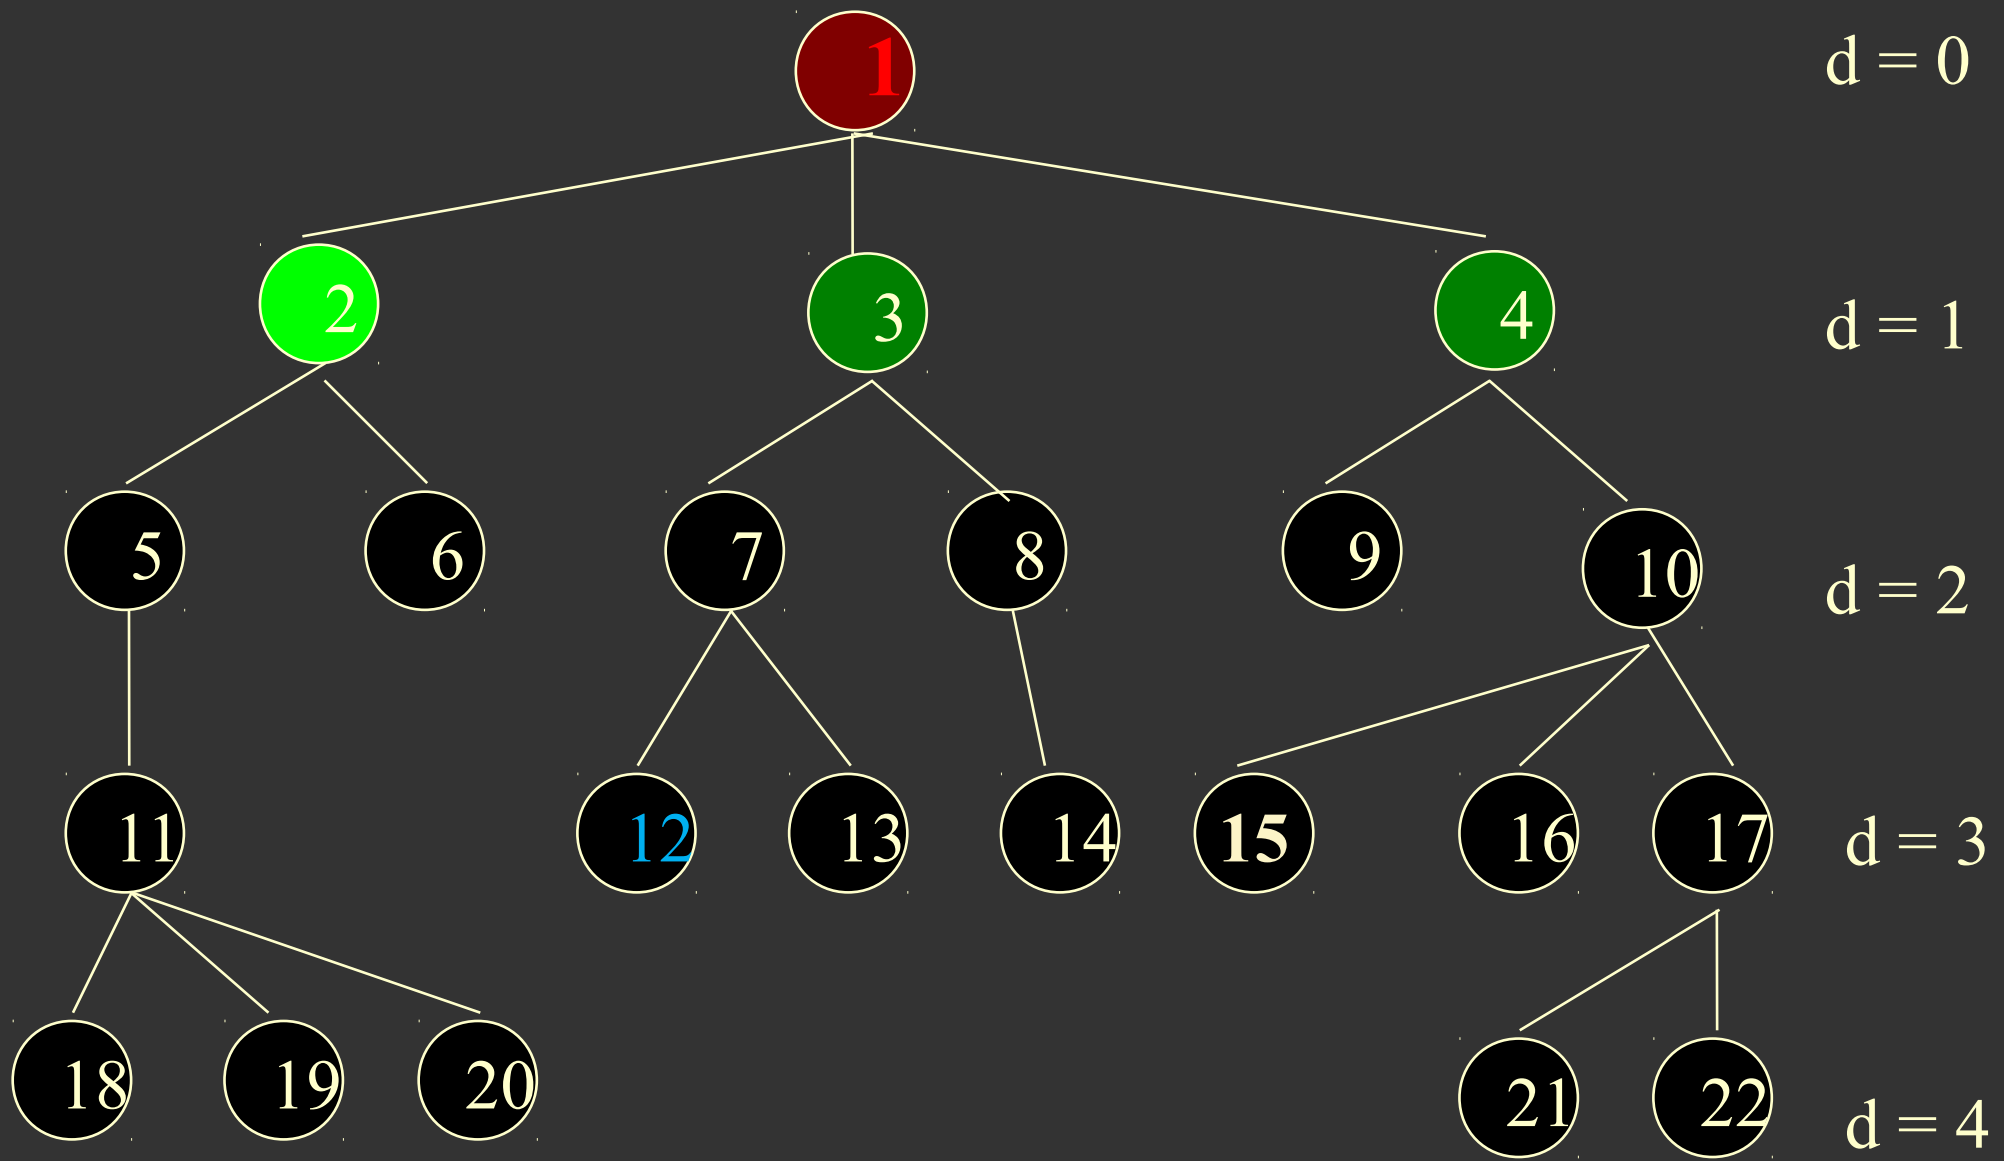 1 d = 0
2 3 4 d = 1
5 6 7 8 9 10 d = 2
11 12 13 14 15 16 17 d = 3
18 19 20 21 22 d = 4